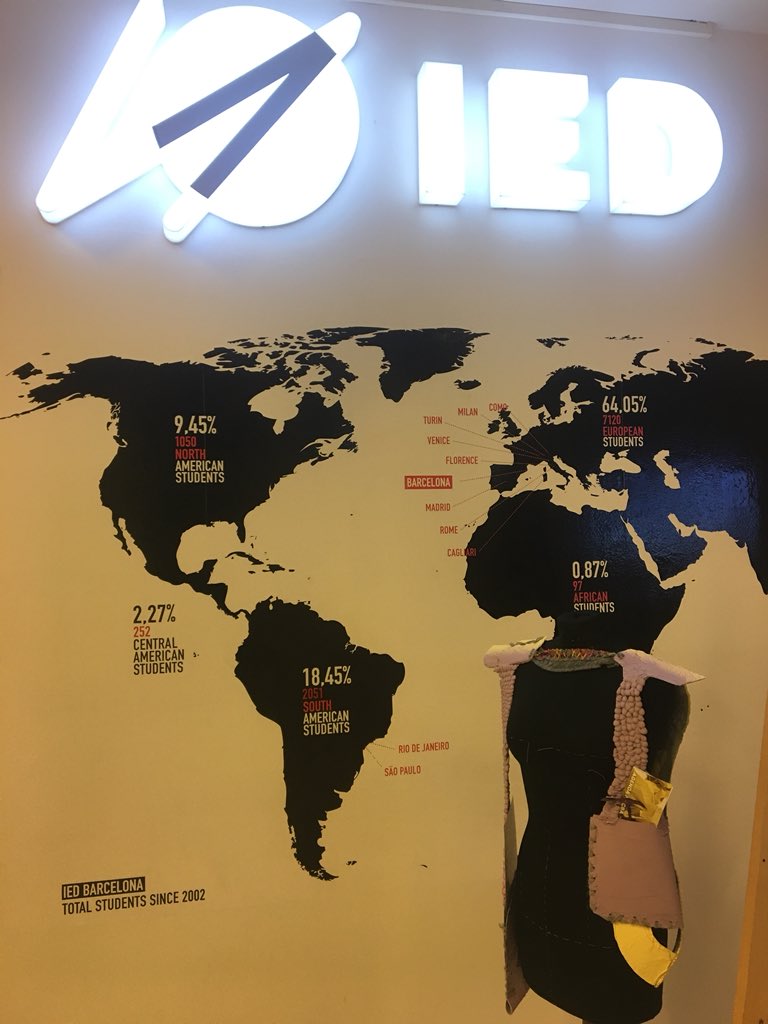 IED
9,45%
1050
NORTH
AMERICAN
STUDENTS
64,05%
7120
EUROPEAN
STUDENTS
MILAN
COMO
TURIN
VENICE
FLORENCE
BARCELONA
MADRID
ROME
CAGLIARI
0,87%
97
AFRICAN
STUDENTS
2,27%
252
CENTRAL
AMERICAN
STUDENTS
18,45%
2051
SOUTH
AMERICAN
STUDENTS
RIO DE JANEIRO
SÃO PAULO
IED BARCELONA
TOTAL STUDENTS SINCE 2002